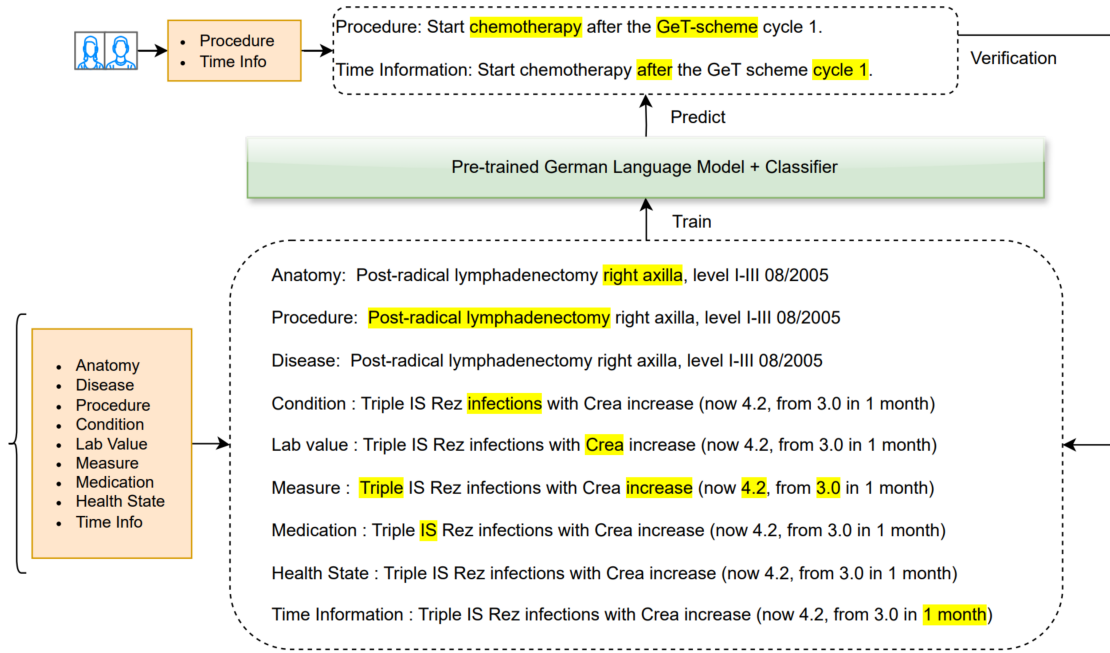 • Procedure
• Time Info
Procedure: Start chemotherapy after the GeT-scheme cycle 1.
Time Information: Start chemotherapy after the GeT scheme cycle 1.
Verification
Predict
Pre-trained German Language Model + Classifier
Train
• Anatomy
• Disease
• Procedure
• Condition
• Lab Value
• Measure
• Medication
• Health State
• Time Info
Anatomy: Post-radical lymphadenectomy right axilla, level I-III 08/2005
Procedure: Post-radical lymphadenectomy right axilla, level I-III 08/2005
Disease: Post-radical lymphadenectomy right axilla, level I-III 08/2005
Condition : Triple IS Rez infections with Crea increase (now 4.2, from 3.0 in 1 month)
Lab value : Triple IS Rez infections with Crea increase (now 4.2, from 3.0 in 1 month)
Measure : Triple IS Rez infections with Crea increase (now 4.2, from 3.0 in 1 month)
Medication : Triple IS Rez infections with Crea increase (now 4.2, from 3.0 in 1 month)
Health State : Triple IS Rez infections with Crea increase (now 4.2, from 3.0 in 1 month)
Time Information : Triple IS Rez infections with Crea increase (now 4.2, from 3.0 in 1 month)